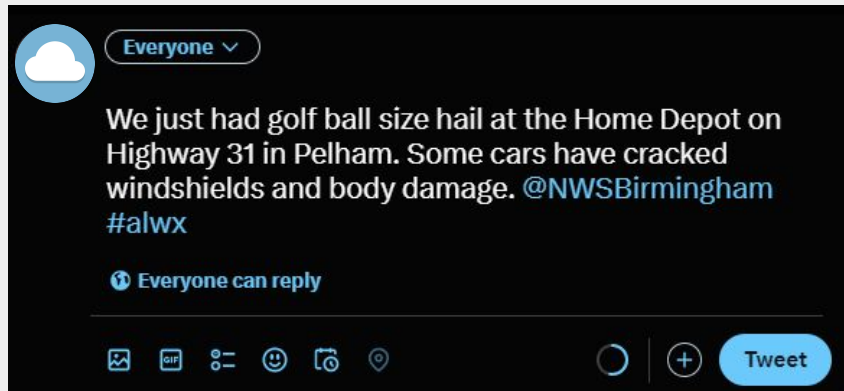 Everyone
We just had golf ball size hail at the Home Depot on
Highway 31 in Pelham. Some cars have cracked
windshields and body damage. @NWSBirmingham
#alwx
Everyone can reply
GIF
Tweet